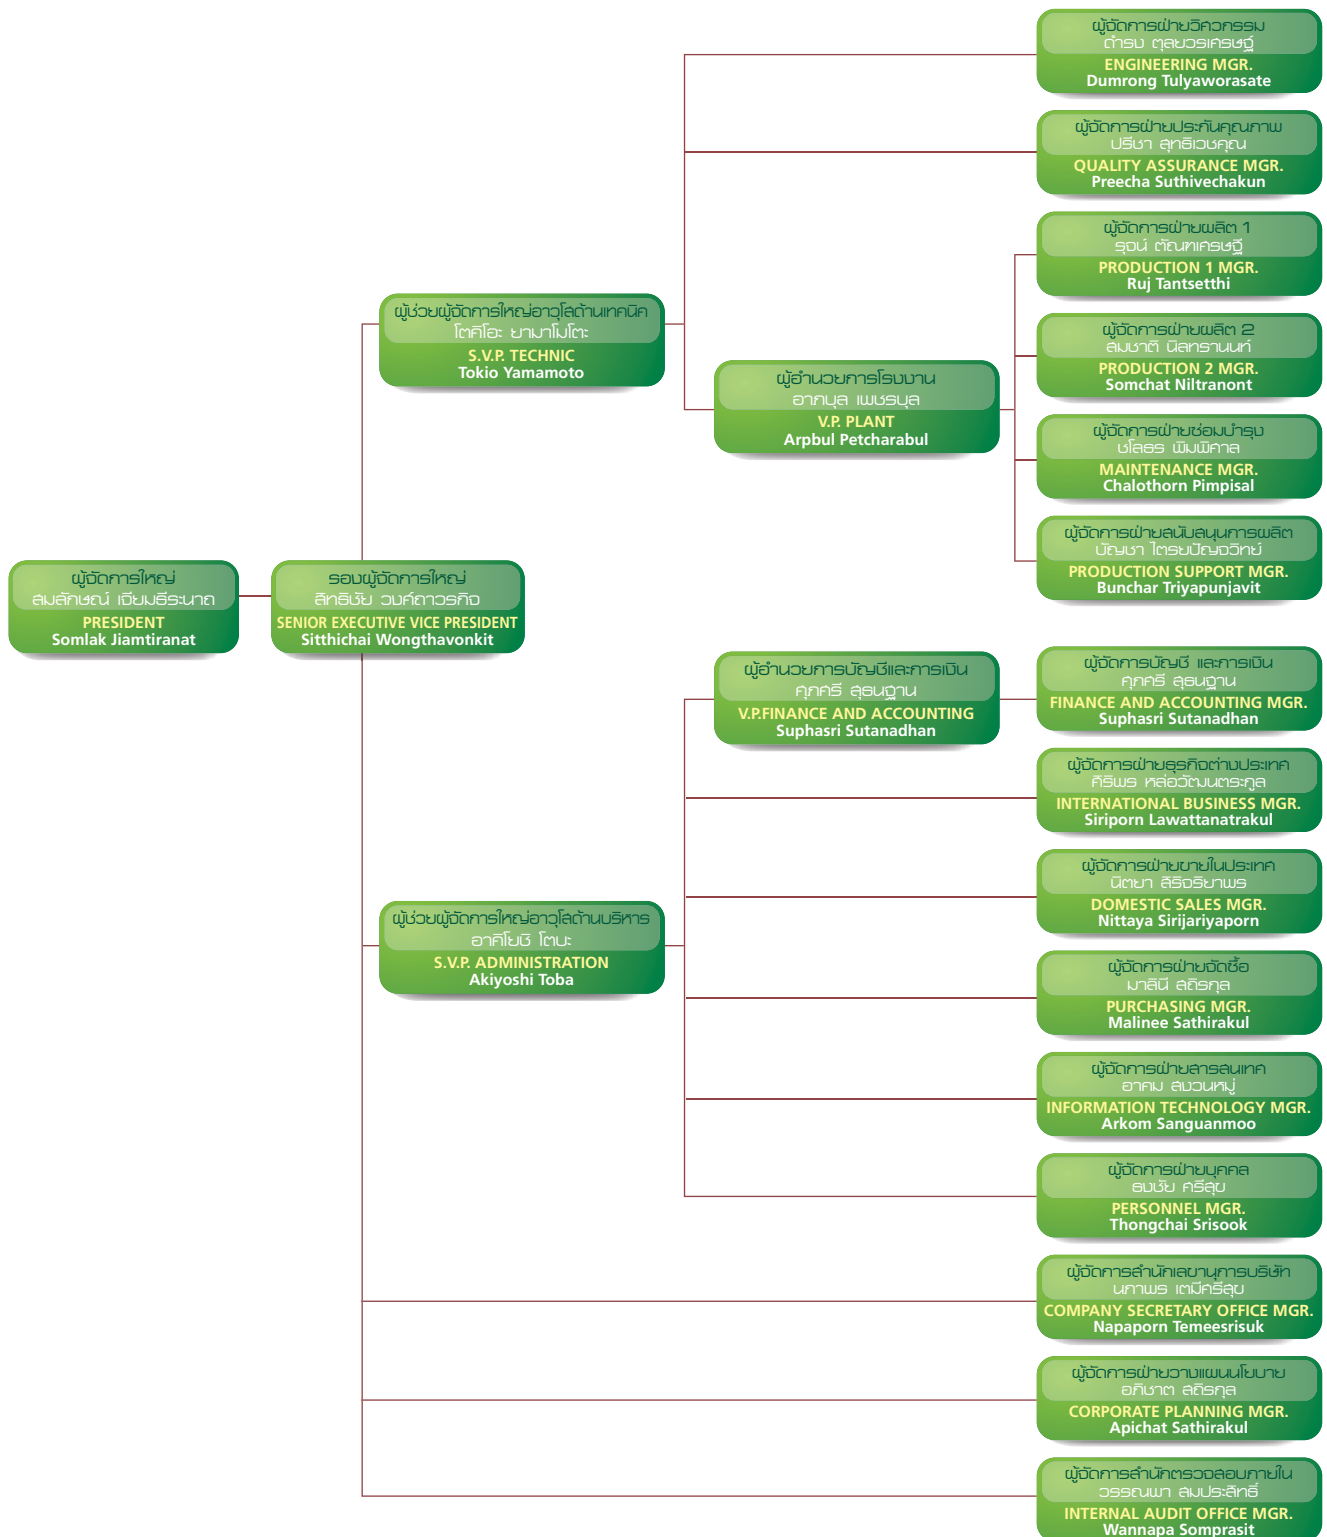 ผู้จัดการใหญ่
สมลักษณ์ เจียมธีระนาถ
PRESIDENT
Somlak Jiamtiranat
รองผู้จัดการใหญ่
สิทธิชัย วงศ์ถาวรกิจ
SENIOR EXECUTIVE VICE PRESIDENT
Sitthichai Wongthavonkit
ผู้ช่วยผู้จัดการใหญ่อาวุโสด้านเทคนิค
โตคิโอะ ยามาโมโตะ
S.V.P. TECHNIC
Tokio Yamamoto
ผู้จัดการฝ่ายวิศวกรรม
ดำรง ตุลยวรเศรษฐ์
ENGINEERING MGR.
Dumrong Tulyaworasate
ผู้จัดการฝ่ายประกันคุณภาพ
ปรีชา สุทธิเวชคุณ
QUALITY ASSURANCE MGR.
Preecha Suthivechakun
ผู้อำนวยการโรงงาน
อาภบุล เพชรบุล
V.P. PLANT
Arpbul Petcharabul
ผู้จัดการฝ่ายผลิต 1
รุจน์ ตัณฑเศรษฐี
PRODUCTION 1 MGR.
Ruj Tantsetthi
ผู้จัดการฝ่ายผลิต 2
สมชาติ นิลทรานนท์
PRODUCTION 2 MGR.
Somchat Niltranont
ผู้จัดการฝ่ายซ่อมบำรุง
ชโลธร พิมพิศาล
MAINTENANCE MGR.
Chalothorn Pimpisal
ผู้จัดการฝ่ายสนับสนุนการผลิต
บัญชา ไตรยปัญจวิทย์
PRODUCTION SUPPORT MGR.
Bunchar Triyapunjavit
ผู้ช่วยผู้จัดการใหญ่อาวุโสด้านบริหาร
อาคิโยชิ โตบะ
S.V.P. ADMINISTRATION
Akiyoshi Toba
ผู้อำนวยการบัญชีและการเงิน
ศุภศรี สุธนฐาน
V.P.FINANCE AND ACCOUNTING
Suphasri Sutanadhan
ผู้จัดการบัญชี และการเงิน
ศุภศรี สุธนฐาน
FINANCE AND ACCOUNTING MGR.
Suphasri Sutanadhan
ผู้จัดการฝ่ายธุรกิจต่างประเทศ
ศิริพร หล่อวัฒนตระกูล
INTERNATIONAL BUSINESS MGR.
Siriporn Lawattanatrakul
ผู้จัดการฝ่ายขายในประเทศ
นิตยา สิริจริยาพร
DOMESTIC SALES MGR.
Nittaya Sirijariyaporn
ผู้จัดการฝ่ายจัดซื้อ
มาลินี สถิรกุล
PURCHASING MGR.
Malinee Sathirakul
ผู้จัดการฝ่ายสารสนเทศ
อาคม สงวนหมู่
INFORMATION TECHNOLOGY MGR.
Arkom Sanguanmoo
ผู้จัดการฝ่ายบุคคล
ธงชัย ศรีสุข
PERSONNEL MGR.
Thongchai Srisook
ผู้จัดการสำนักเลขานุการบริษัท
นภาพร เตมีศรีสุข
COMPANY SECRETARY OFFICE MGR.
Napaporn Temeesrisuk
ผู้จัดการฝ่ายวางแผนนโยบาย
อภิชาต สถิรกุล
CORPORATE PLANNING MGR.
Apichat Sathirakul
ผู้จัดการสำนักตรวจสอบภายใน
วรรณพา สมประสิทธิ์
INTERNAL AUDIT OFFICE MGR.
Wannapa Somprasit